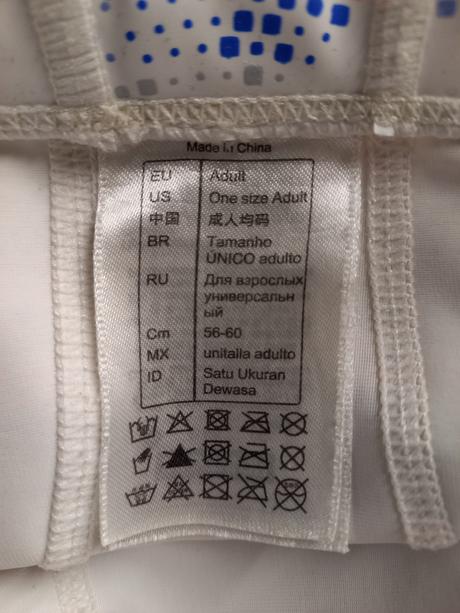 Made in China
EU Adult
US One size Adult
中国 成人均码
BR Tamanho
ÚNICO adulto
RU Для взрослых
универсальн
ый
Cm 56-60
MX unitalla adulto
ID Satu Ukuran
Dewasa